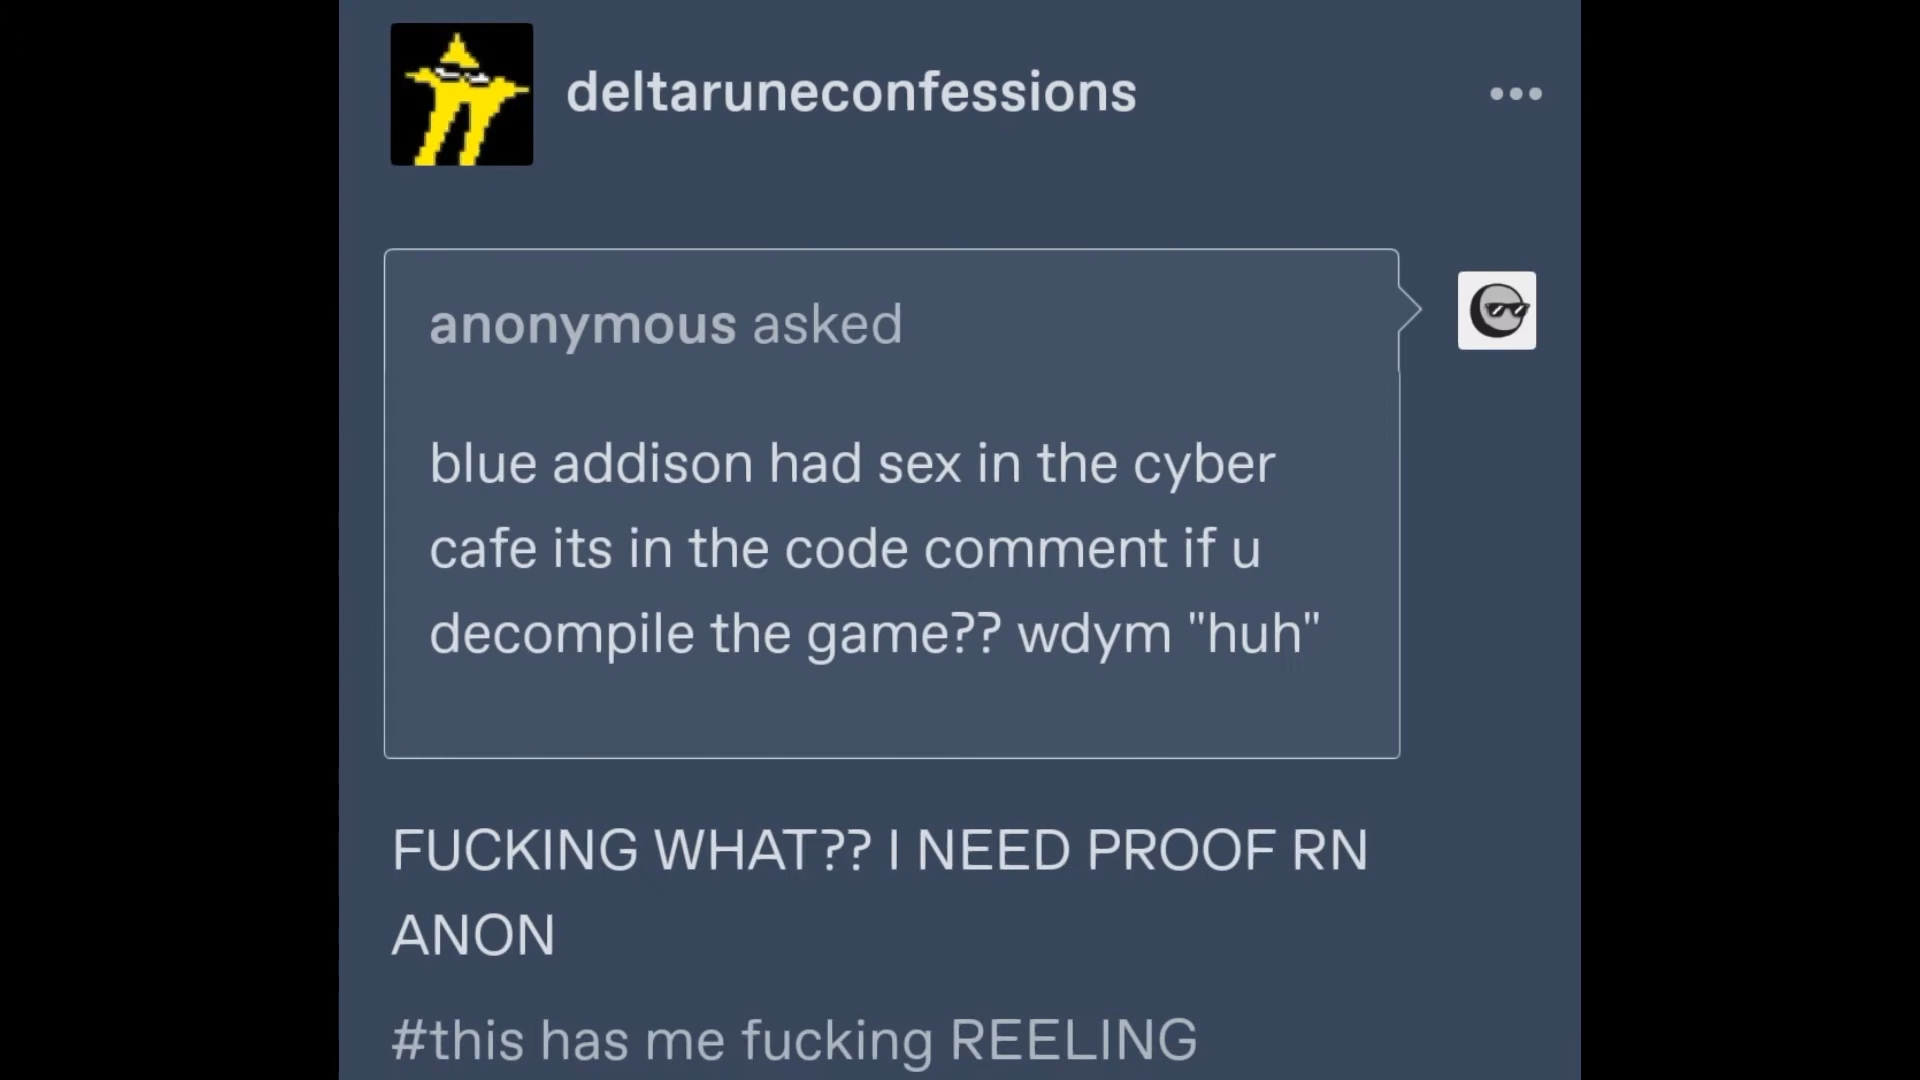 deltaruneconfessions
anonymous asked
blue addison had sex in the cyber
cafe its in the code comment if u
decompile the game?? wdym "huh"
FUCKING WHAT?? I NEED PROOF RN
ANON
#this has me fucking REELING